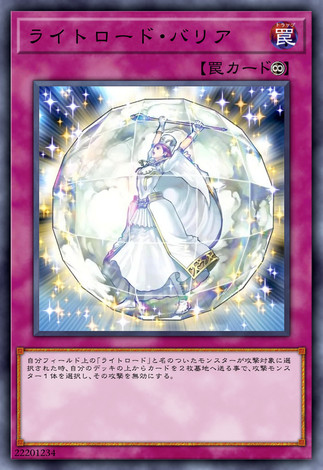 ライトロード・バリア
トラップ
罠
【罠カード】
自分フィールド上の「ライトロード」と名のついたモンスターが攻撃対象に選
択された時、自分のデッキの上からカードを２枚墓地へ送る事で、攻撃モンス
ター１体を選択し、その攻撃を無効にする。
22201234